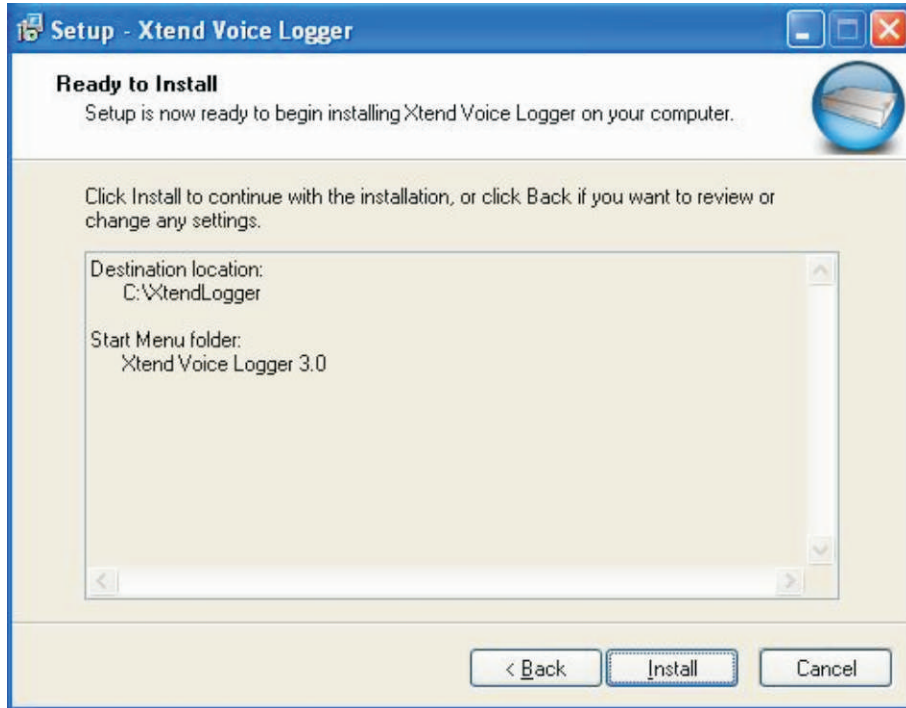 Setup - Xtend Voice Logger
Ready to Install
Setup is now ready to begin installing Xtend Voice Logger on your computer.
Click Install to continue with the installation, or click Back if you want to review or
change any settings.
Destination location:
C:\XtendLogger
Start Menu folder:
Xtend Voice Logger 3.0
< Back
Install
Cancel